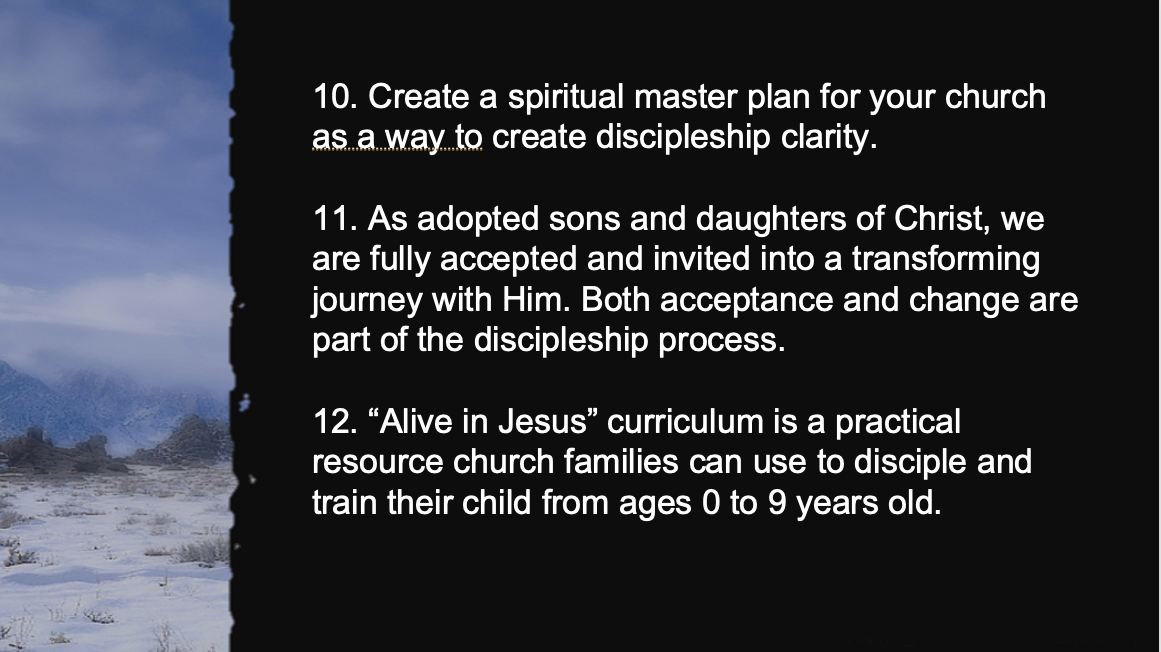 10. Create a spiritual master plan for your church
as a way to create discipleship clarity.
11. As adopted sons and daughters of Christ, we
are fully accepted and invited into a transforming
journey with Him. Both acceptance and change are
part of the discipleship process.
12. “Alive in Jesus” curriculum is a practical
resource church families can use to disciple and
train their child from ages 0 to 9 years old.